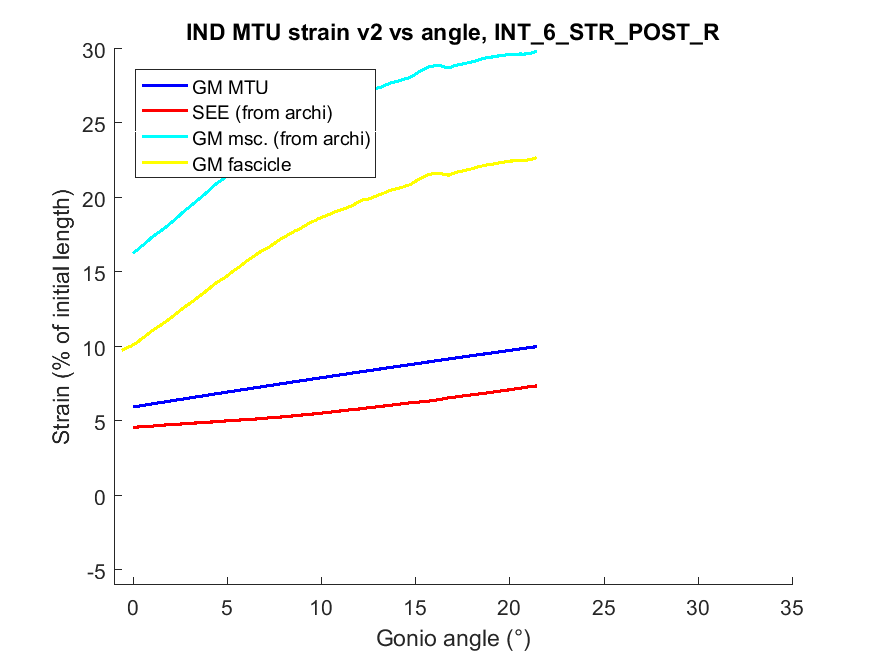 IND MTU strain v2 vs angle, INT_6_STR_POST_R
30
25
20
15
10
5
0
-5
Strain (% of initial length)
GM MTU
SEE (from archi)
GM msc. (from archi)
GM fascicle
0 5 10 15 20 25 30 35
Gonio angle (°)